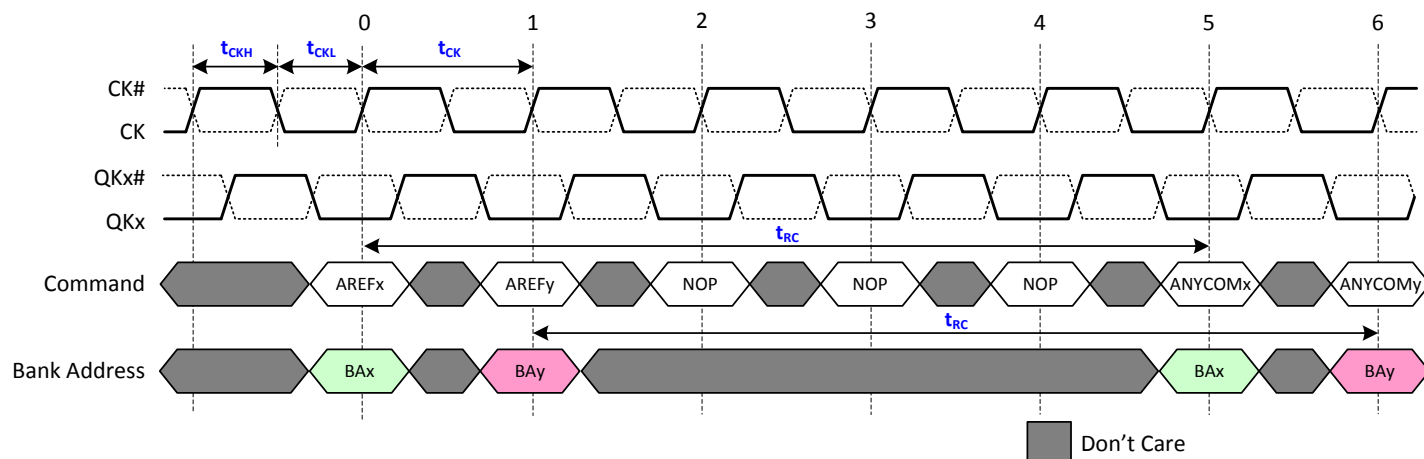 0 1 2 3 4 5 6
tCKH tCKL tCK
CK#
CK
QKx#
QKx
tRC
Command AREFx AREFy NOP NOP NOP ANYCOMx ANYCOMy
tRC
Bank Address BAx BAy BAx BAy
Don't Care